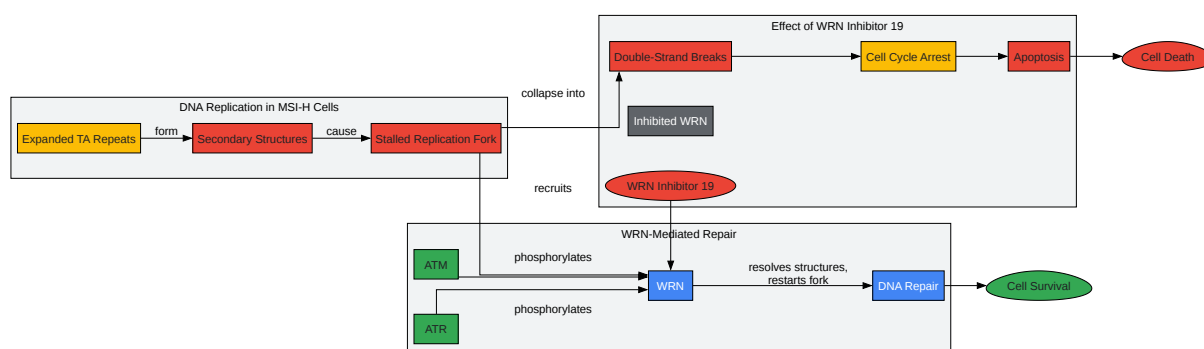 Effect of WRN Inhibitor 19
Double-Strand Breaks
Cell Cycle Arrest
Apoptosis
Cell Death
collapse into
DNA Replication in MSI-H Cells
Inhibited WRN
Expanded TA Repeats
form
Secondary Structures
cause
Stalled Replication Fork
recruits
WRN Inhibitor 19
WRN-Mediated Repair
ATM
phosphorylates
WRN
resolves structures,
restarts fork
DNA Repair
Cell Survival
phosphorylates
ATR